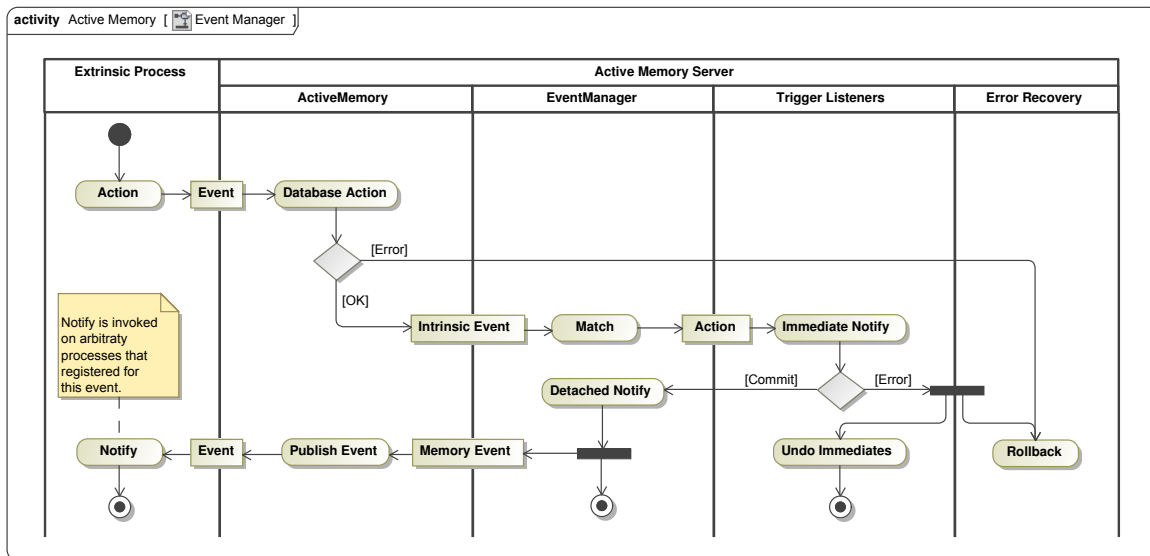 activity Active Memory [ Event Manager ]
Extrinsic Process
Active Memory Server
ActiveMemory
EventManager
Trigger Listeners
Error Recovery
Action
Event
Database Action
[Error]
[OK]
Intrinsic Event
Match
Action
Immediate Notify
Notify is invoked
on arbitraty
processes that
registered for
this event.
[Commit]
[Error]
Detached Notify
Notify
Event
Publish Event
Memory Event
Undo Immediates
Rollback